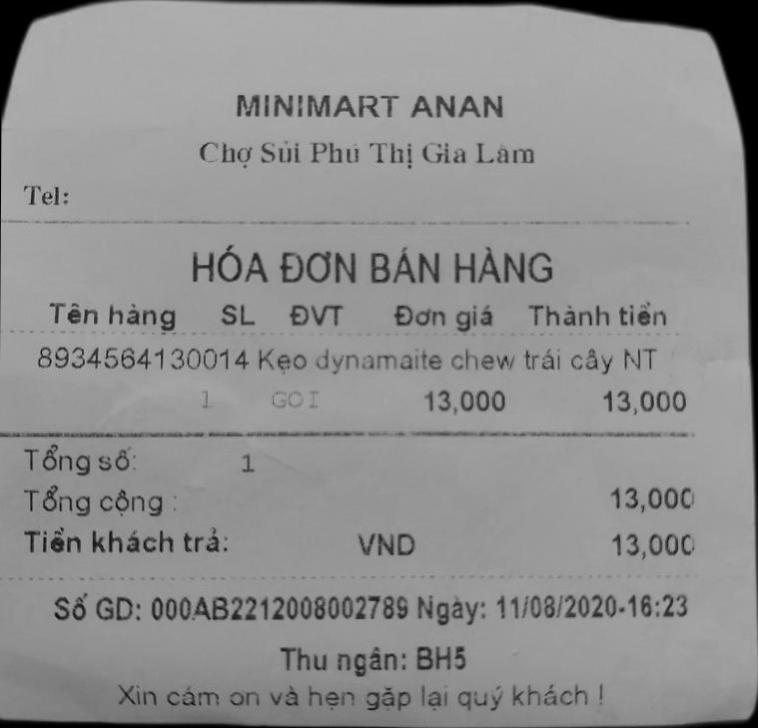 MINIMART ANAN
Chợ Sủi Phú Thị Gia Lâm
Tel:
HÓA ĐƠN BÁN HÀNG
Tên hàng SL ĐVT Đơn giá Thành tiền
8934564130014 Kẹo dynamaite chew trái cây NT
1 GOI 13,000 13,000
Tổng số: 1
Tổng cộng : 13,000
Tiền khách trả: VND 13,000
Số GD: 000AB2212008002789 Ngày: 11/08/2020-16:23
Thu ngân: BH5
Xin cám on và hẹn gặp lại quý khách !